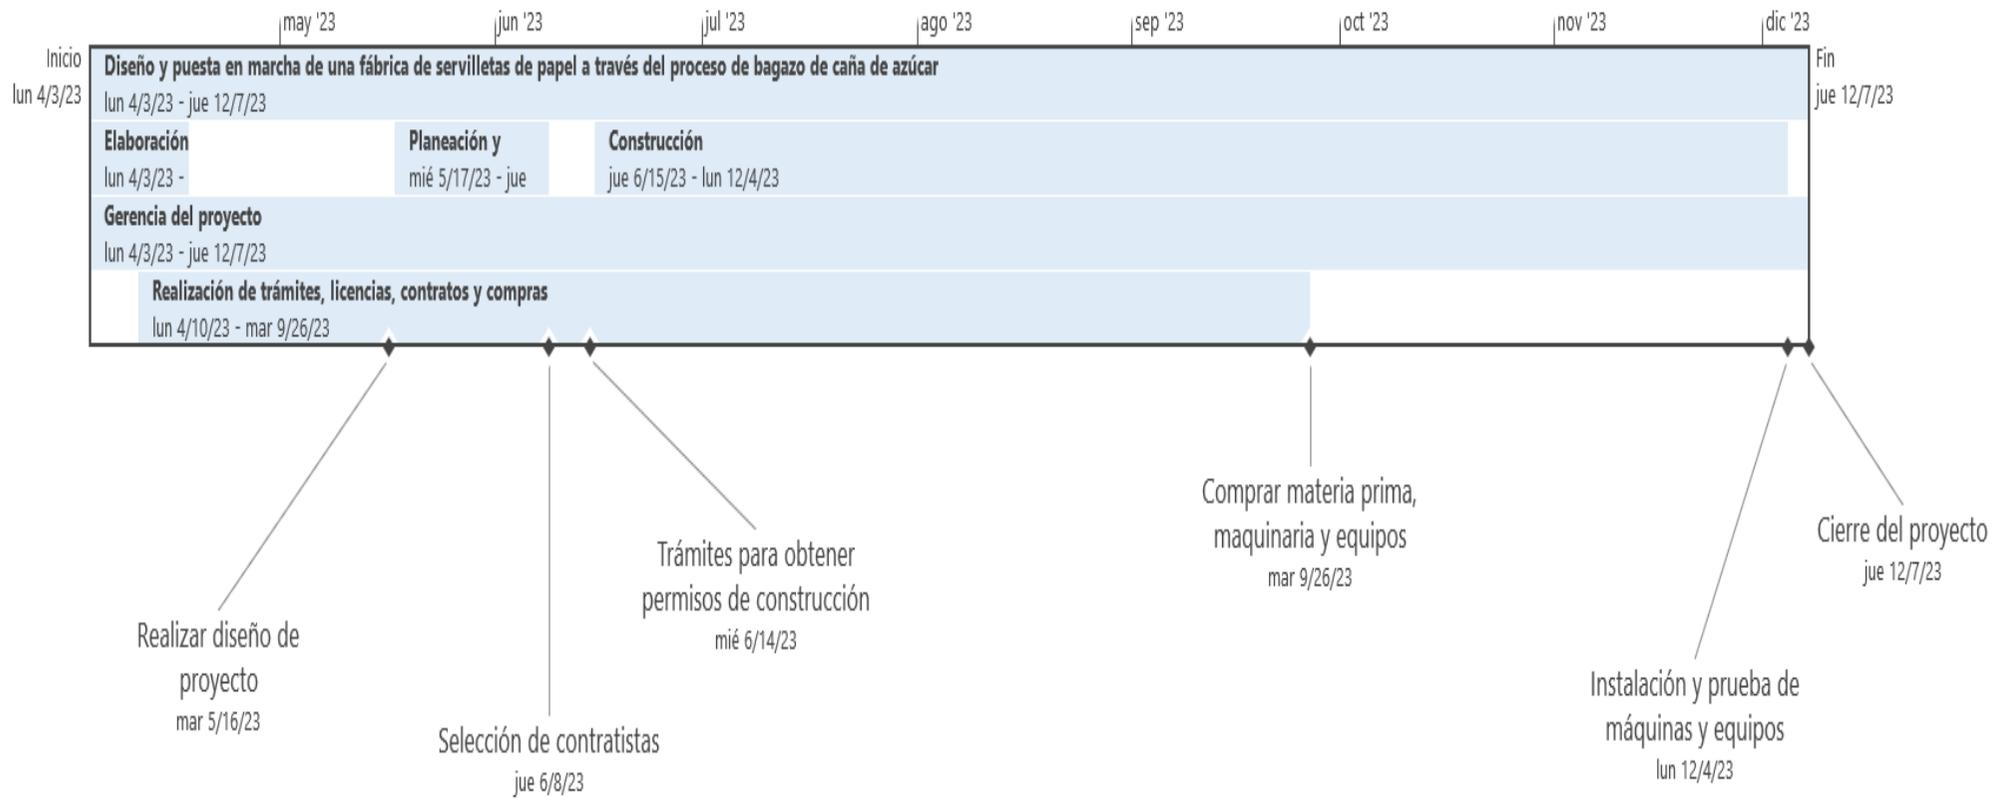 may '23
jun '23
jul '23
ago '23
sep '23
oct '23
nov '23
dic '23
Inicio
lun 4/3/23
Diseño y puesta en marcha de una fábrica de servilletas de papel a través del proceso de bagazo de caña de azúcar
lun 4/3/23 - jue 12/7/23
Fin
jue 12/7/23
Elaboración
lun 4/3/23 -
Planeación y
mié 5/17/23 - jue
Construcción
jue 6/15/23 - lun 12/4/23
Gerencia del proyecto
lun 4/3/23 - jue 12/7/23
Realización de trámites, licencias, contratos y compras
lun 4/10/23 - mar 9/26/23
Realizar diseño de
proyecto
mar 5/16/23
Selección de contratistas
jue 6/8/23
Trámites para obtener
permisos de construcción
mié 6/14/23
Comprar materia prima,
maquinaria y equipos
mar 9/26/23
Instalación y prueba de
máquinas y equipos
lun 12/4/23
Cierre del proyecto
jue 12/7/23